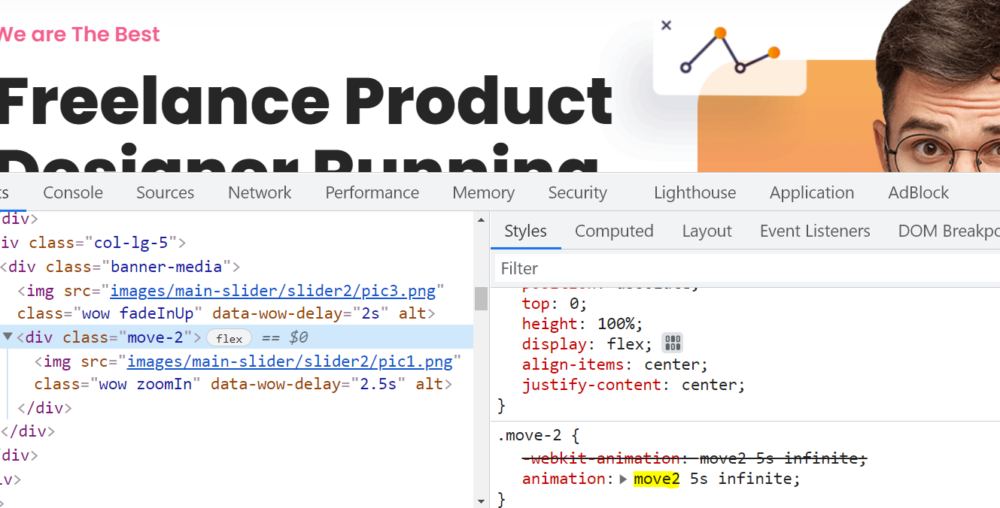 We are The Best
Freelance Product
Designer Running
ts Console Sources Network Performance Memory Security Lighthouse Application AdBlock
div>
iv class="col-lg-5">
<div class="banner-media">
<img src="images/main-slider/slider2/pic3.png"
class="wow fadeInUp" data-wow-delay="2s" alt>
<div class="move-2"> flex == $0
<img src="images/main-slider/slider2/pic1.png"
class="wow zoomIn" data-wow-delay="2.5s" alt>
</div>
</div>
div>
iv>
>
Styles Computed Layout Event Listeners DOM Breakpo
Filter
position: absolute;
top: 0;
height: 100%;
display: flex;
align-items: center;
justify-content: center;
}
.move-2 {
-webkit-animation: move2 5s infinite;
animation: move2 5s infinite;
}